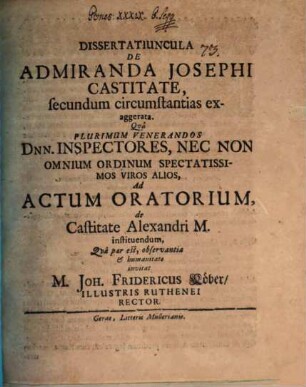 DISSERTATIUNCULA
DE
ADMIRANDA JOSEPHI
CASTITATE,
secundum circumstantias ex-
aggerata.
Quâ
PLURIMUM VENERANDOS
DNN. INSPECTORES, NEC NON
OMNIUM ORDINUM SPECTATISSI-
MOS VIROS ALIOS,
Ad
ACTUM ORATORIUM,
de
Castitate Alexandri M.
instituendum,
Quâ par est, observantia
& humanitate
invitat
M. JOH. FRIDERICUS Löber/
ILLUSTRIS RUTHENEI
RECTOR.
Geræ, Litteris Mulierianis.